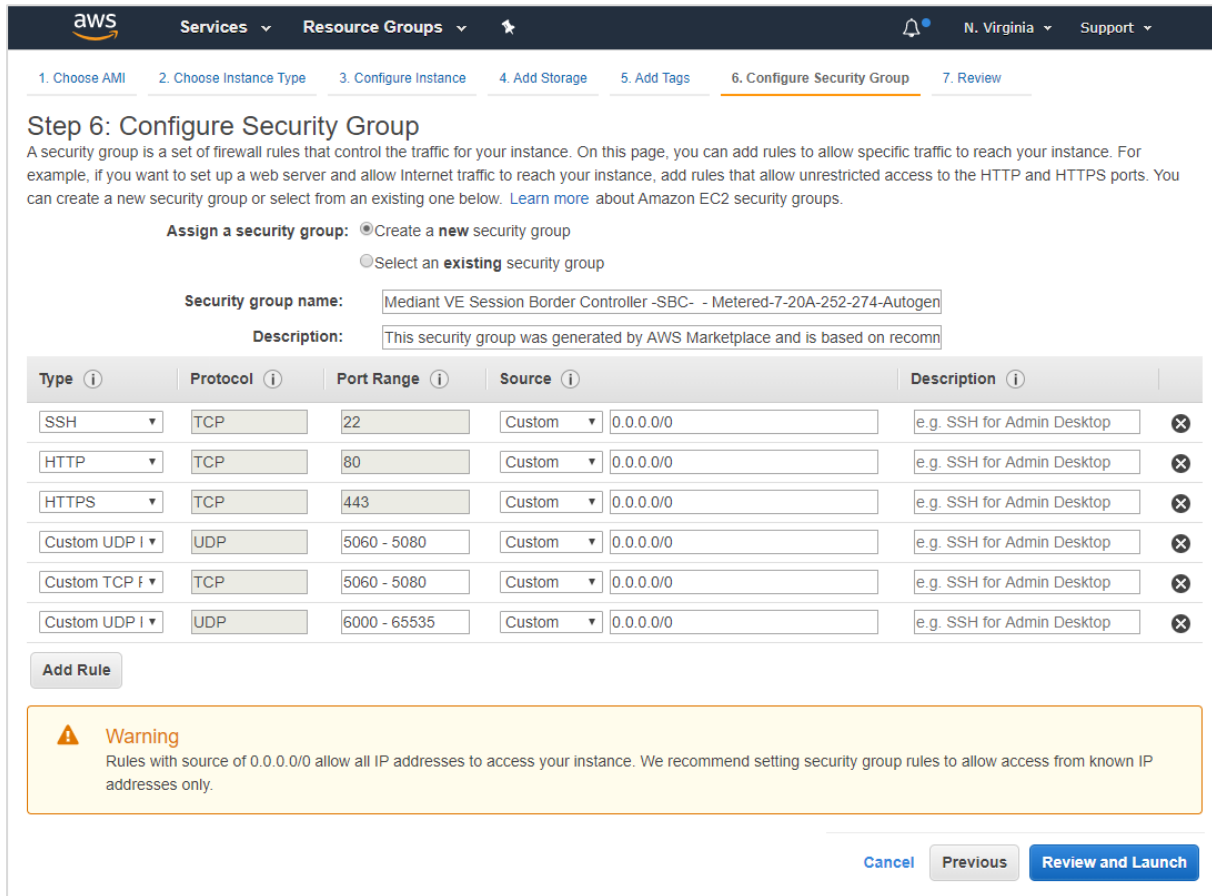 aws Services Resource Groups N. Virginia Support
1. Choose AMI 2. Choose Instance Type 3. Configure Instance 4. Add Storage 5. Add Tags 6. Configure Security Group 7. Review
Step 6: Configure Security Group
A security group is a set of firewall rules that control the traffic for your instance. On this page, you can add rules to allow specific traffic to reach your instance. For
example, if you want to set up a web server and allow Internet traffic to reach your instance, add rules that allow unrestricted access to the HTTP and HTTPS ports. You
can create a new security group or select from an existing one below. Learn more about Amazon EC2 security groups.
Assign a security group: Create a new security group
Select an existing security group
Security group name: Mediant VE Session Border Controller -SBC- - Metered-7-20A-252-274-Autogen
Description: This security group was generated by AWS Marketplace and is based on recomn
Type i Protocol i Port Range i Source i Description i
SSH TCP 22 Custom 0.0.0.0/0 e.g. SSH for Admin Desktop
HTTP TCP 80 Custom 0.0.0.0/0 e.g. SSH for Admin Desktop
HTTPS TCP 443 Custom 0.0.0.0/0 e.g. SSH for Admin Desktop
Custom UDP I UDP 5060 - 5080 Custom 0.0.0.0/0 e.g. SSH for Admin Desktop
Custom TCP F TCP 5060 - 5080 Custom 0.0.0.0/0 e.g. SSH for Admin Desktop
Custom UDP I UDP 6000 - 65535 Custom 0.0.0.0/0 e.g. SSH for Admin Desktop
Add Rule
Warning
Rules with source of 0.0.0.0/0 allow all IP addresses to access your instance. We recommend setting security group rules to allow access from known IP
addresses only.
Cancel Previous Review and Launch